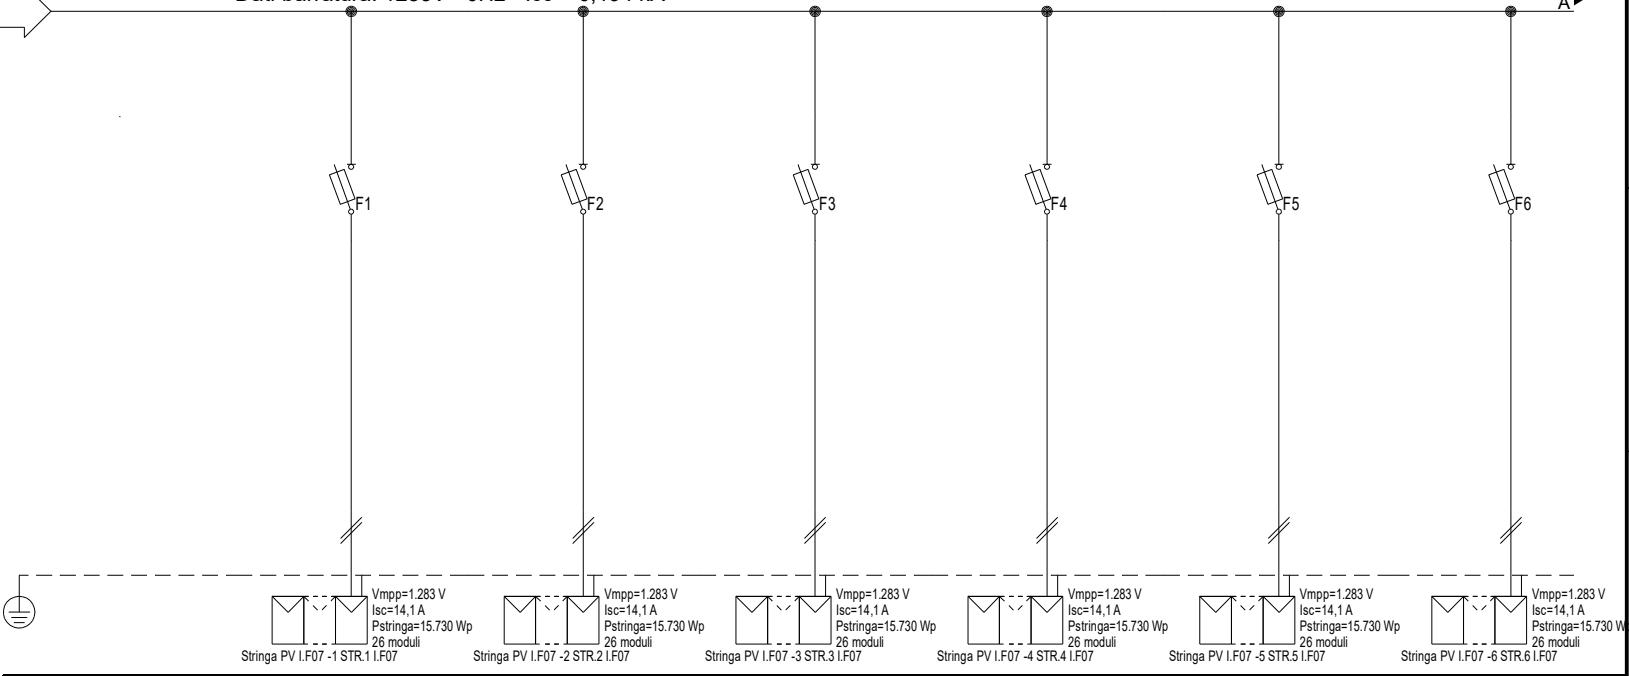 A
F1
F2
F3
F4
F5
F6
Vmpp=1.283 V
Isc=14,1 A
Pstringa=15.730 Wp
26 moduli
Stringa PV I.F07 -1 STR.1 I.F07
Vmpp=1.283 V
Isc=14,1 A
Pstringa=15.730 Wp
26 moduli
Stringa PV I.F07 -2 STR.2 I.F07
Vmpp=1.283 V
Isc=14,1 A
Pstringa=15.730 Wp
26 moduli
Stringa PV I.F07 -3 STR.3 I.F07
Vmpp=1.283 V
Isc=14,1 A
Pstringa=15.730 Wp
26 moduli
Stringa PV I.F07 -4 STR.4 I.F07
Vmpp=1.283 V
Isc=14,1 A
Pstringa=15.730 Wp
26 moduli
Stringa PV I.F07 -5 STR.5 I.F07
Vmpp=1.283 V
Isc=14,1 A
Pstringa=15.730 W
26 moduli
Stringa PV I.F07 -6 STR.6 I.F07